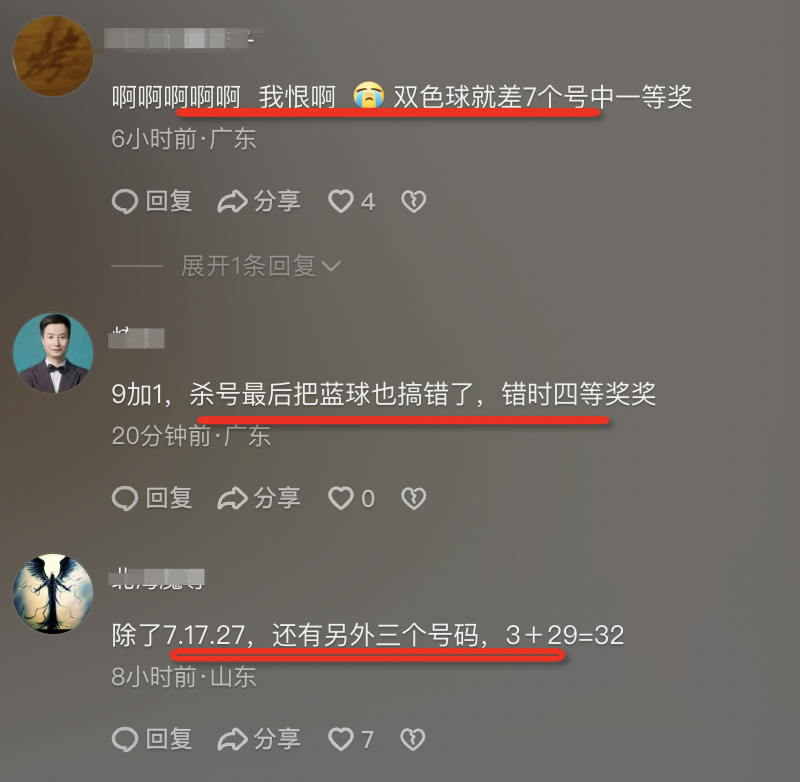 啊啊啊啊啊 我恨啊 😭 双色球就差7个号中一等奖
6小时前·广东
回复 分享 4
展开1条回复
9加1，杀号最后把蓝球也搞错了，错时四等奖奖
20分钟前·广东
回复 分享 0
除了7.17.27，还有另外三个号码，3＋29=32
8小时前·山东
回复 分享 7